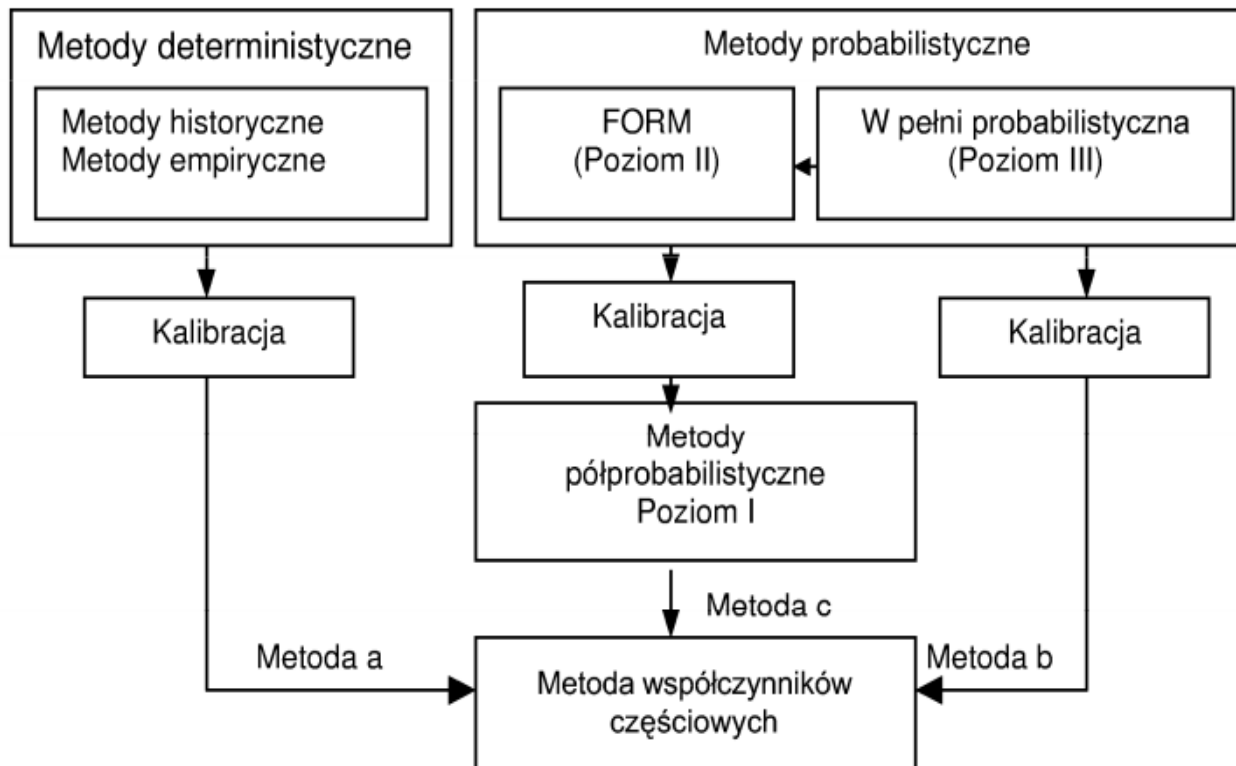 Metody deterministyczne
Metody historyczne
Metody empiryczne
Metody probabilistyczne
FORM
(Poziom II)
W pełni probabilistyczna
(Poziom III)
Kalibracja
Kalibracja
Kalibracja
Metody
półprobabilistyczne
Poziom I
Metoda c
Metoda a
Metoda b
Metoda współczynników
częściowych